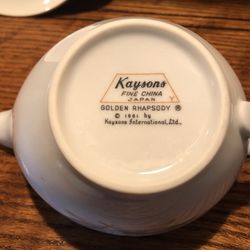 Kaysons
FINE CHINA
JAPAN
GOLDEN RHAPSODY ®
© 1961 by
Kaysons International, Ltd.